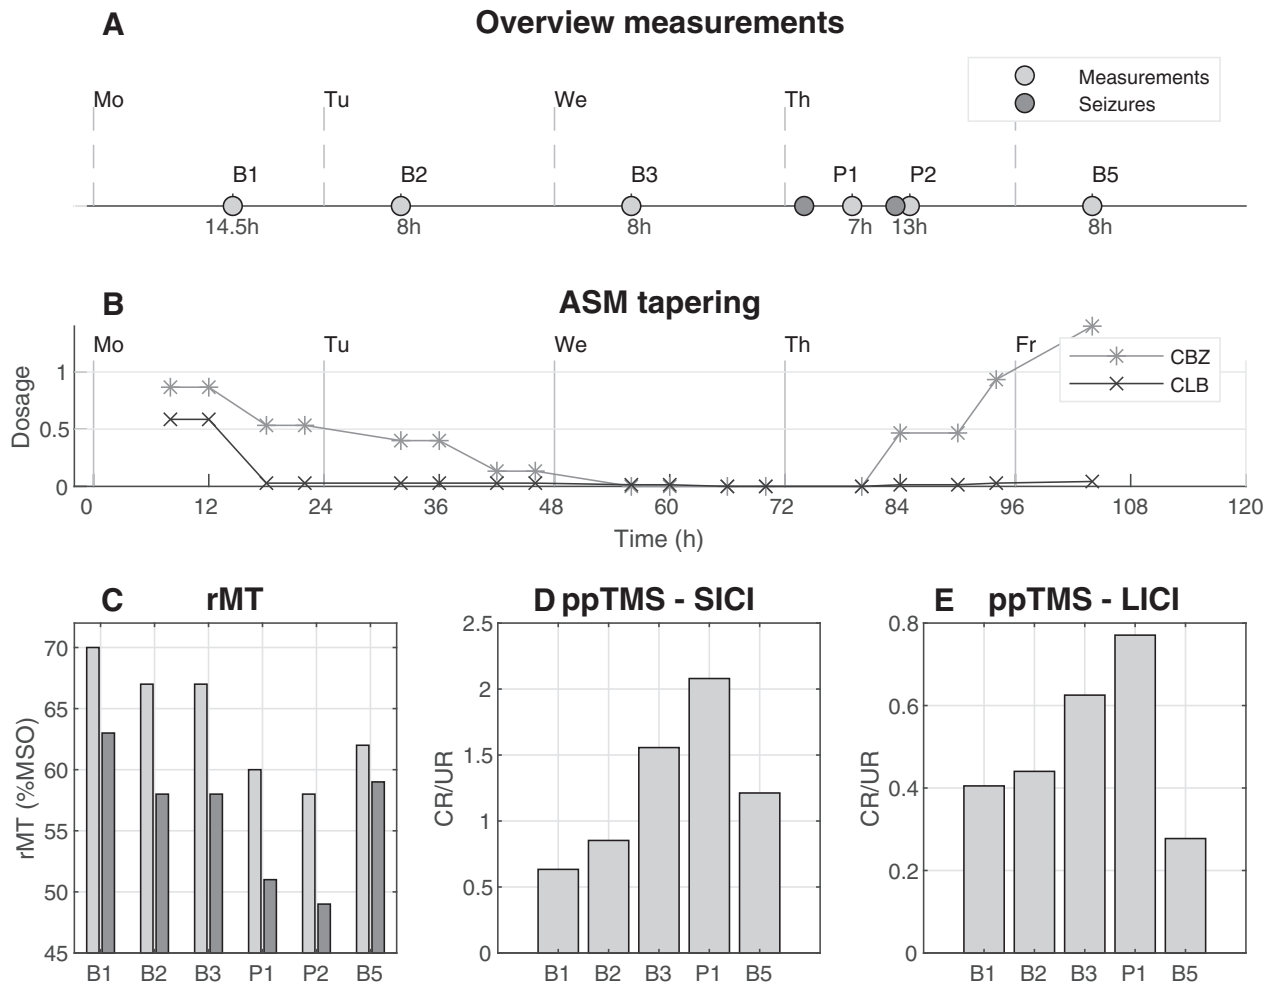 A Overview measurements
Measurements
Seizures
Mo Tu We Th
B1 B2 B3 P1 P2 B5
14.5h 8h 8h 7h 13h 8h
B ASM tapering
Mo Tu We Th Fr
CBZ
CLB
Dosage
1
0.5
0
0 12 24 36 48 60 72 84 96 108 120
Time (h)
C rMT
rMT (%MSO)
70
65
60
55
50
45
B1 B2 B3 P1 P2 B5
D ppTMS - SICI
CR/UR
2.5
2
1.5
1
0.5
0
B1 B2 B3 P1 B5
E ppTMS - LICI
CR/UR
0.8
0.6
0.4
0.2
0
B1 B2 B3 P1 B5